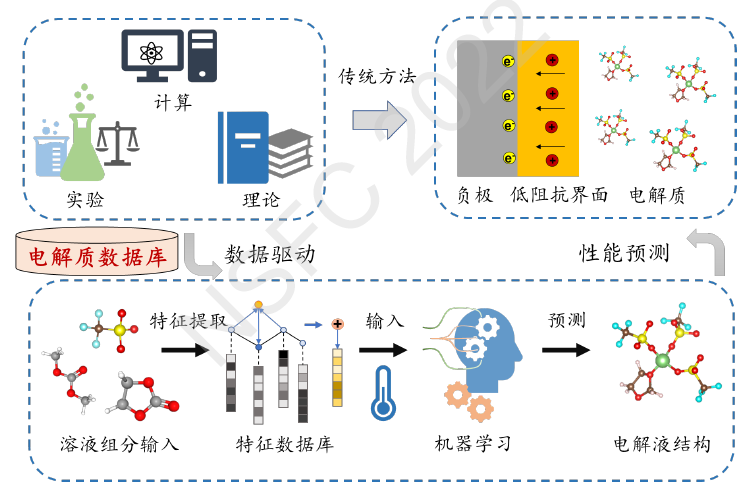 计算
实验
理论
传统方法
e-
e-
e-
e-
负极
低阻抗界面
电解质
电解质数据库
数据驱动
性能预测
特征提取
输入
预测
溶液组分输入
特征数据库
机器学习
电解液结构
NSFC 2022